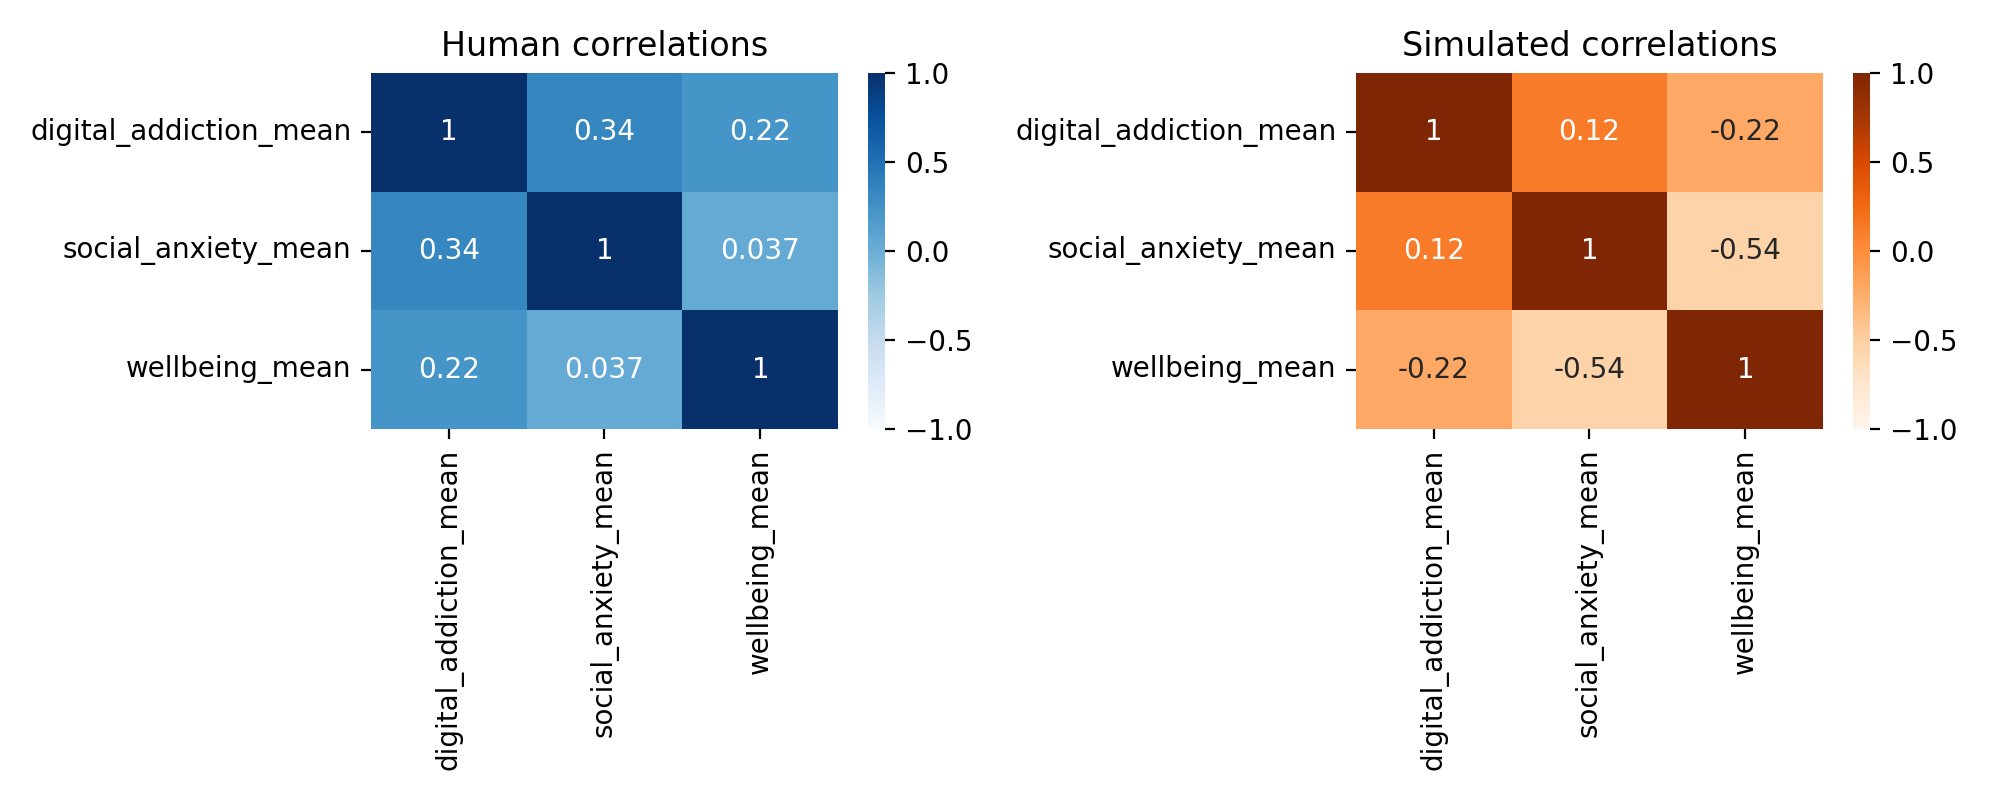 Human correlations
digital_addiction_mean
social_anxiety_mean
wellbeing_mean
1 0.34 0.22
0.34 1 0.037
0.22 0.037 1
1.0
0.5
0.0
−0.5
−1.0
digital_addiction_mean
social_anxiety_mean
wellbeing_mean
Simulated correlations
digital_addiction_mean
social_anxiety_mean
wellbeing_mean
1 0.12 -0.22
0.12 1 -0.54
-0.22 -0.54 1
1.0
0.5
0.0
−0.5
−1.0
digital_addiction_mean
social_anxiety_mean
wellbeing_mean